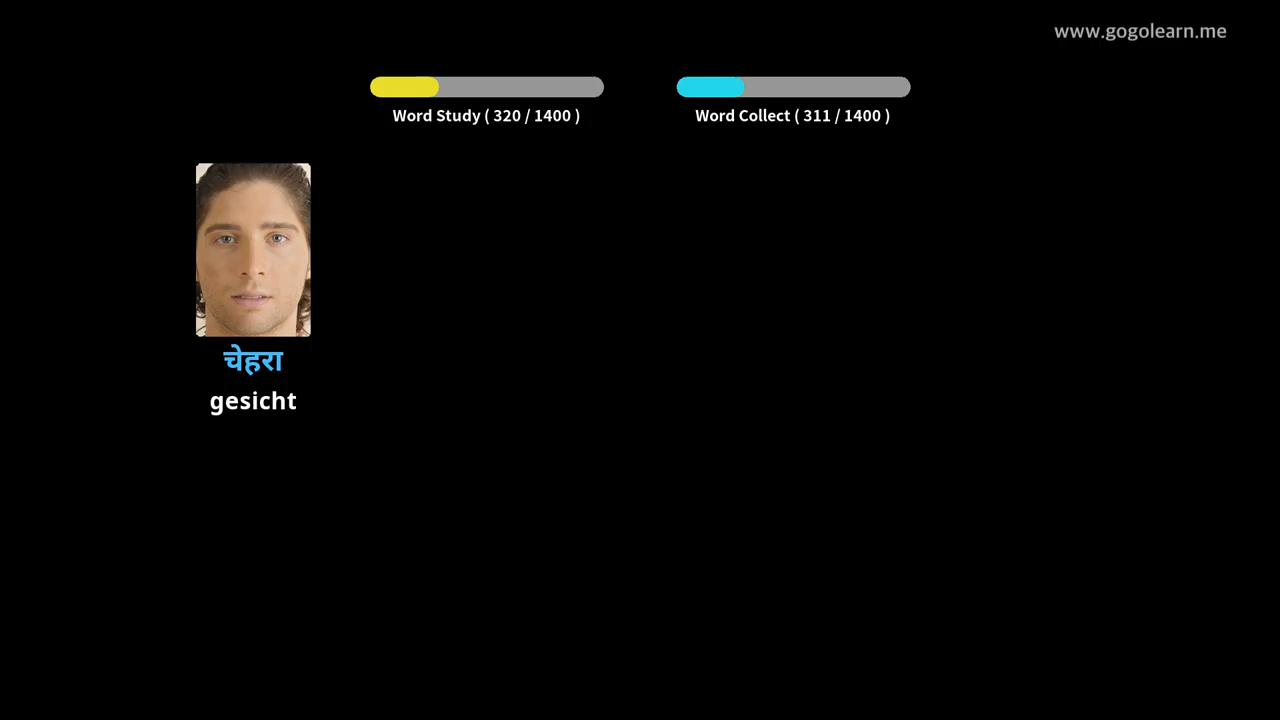 www.gogolearn.me
Word Study ( 320 / 1400 )
Word Collect ( 311 / 1400 )
चेहरा
gesicht